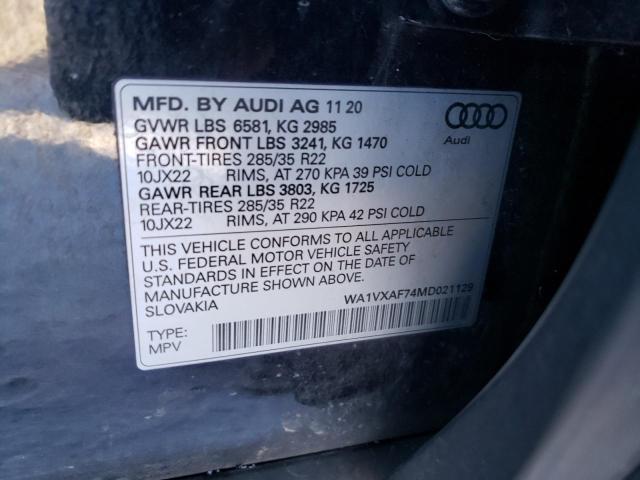 MFD. BY AUDI AG 11 20
GVWR LBS 6581, KG 2985
GAWR FRONT LBS 3241, KG 1470
FRONT-TIRES 285/35 R22
10JX22 RIMS, AT 270 KPA 39 PSI COLD
GAWR REAR LBS 3803, KG 1725
REAR-TIRES 285/35 R22
10JX22 RIMS, AT 290 KPA 42 PSI COLD
Audi
THIS VEHICLE CONFORMS TO ALL APPLICABLE
U.S. FEDERAL MOTOR VEHICLE SAFETY
STANDARDS IN EFFECT ON THE DATE OF
MANUFACTURE SHOWN ABOVE.
SLOVAKIA
WA1VXAF74MD021129
TYPE:
MPV